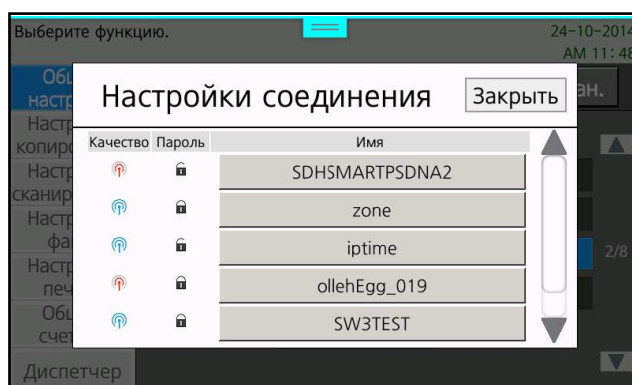 Выберите функцию.
24-10-2014
AM 11:48
Настройки соединения
Закрыть
Качество Пароль Имя
SDHSMARTPSDNA2
zone
iptime
ollehEgg_019
SW3TEST
2/8
Диспетчер